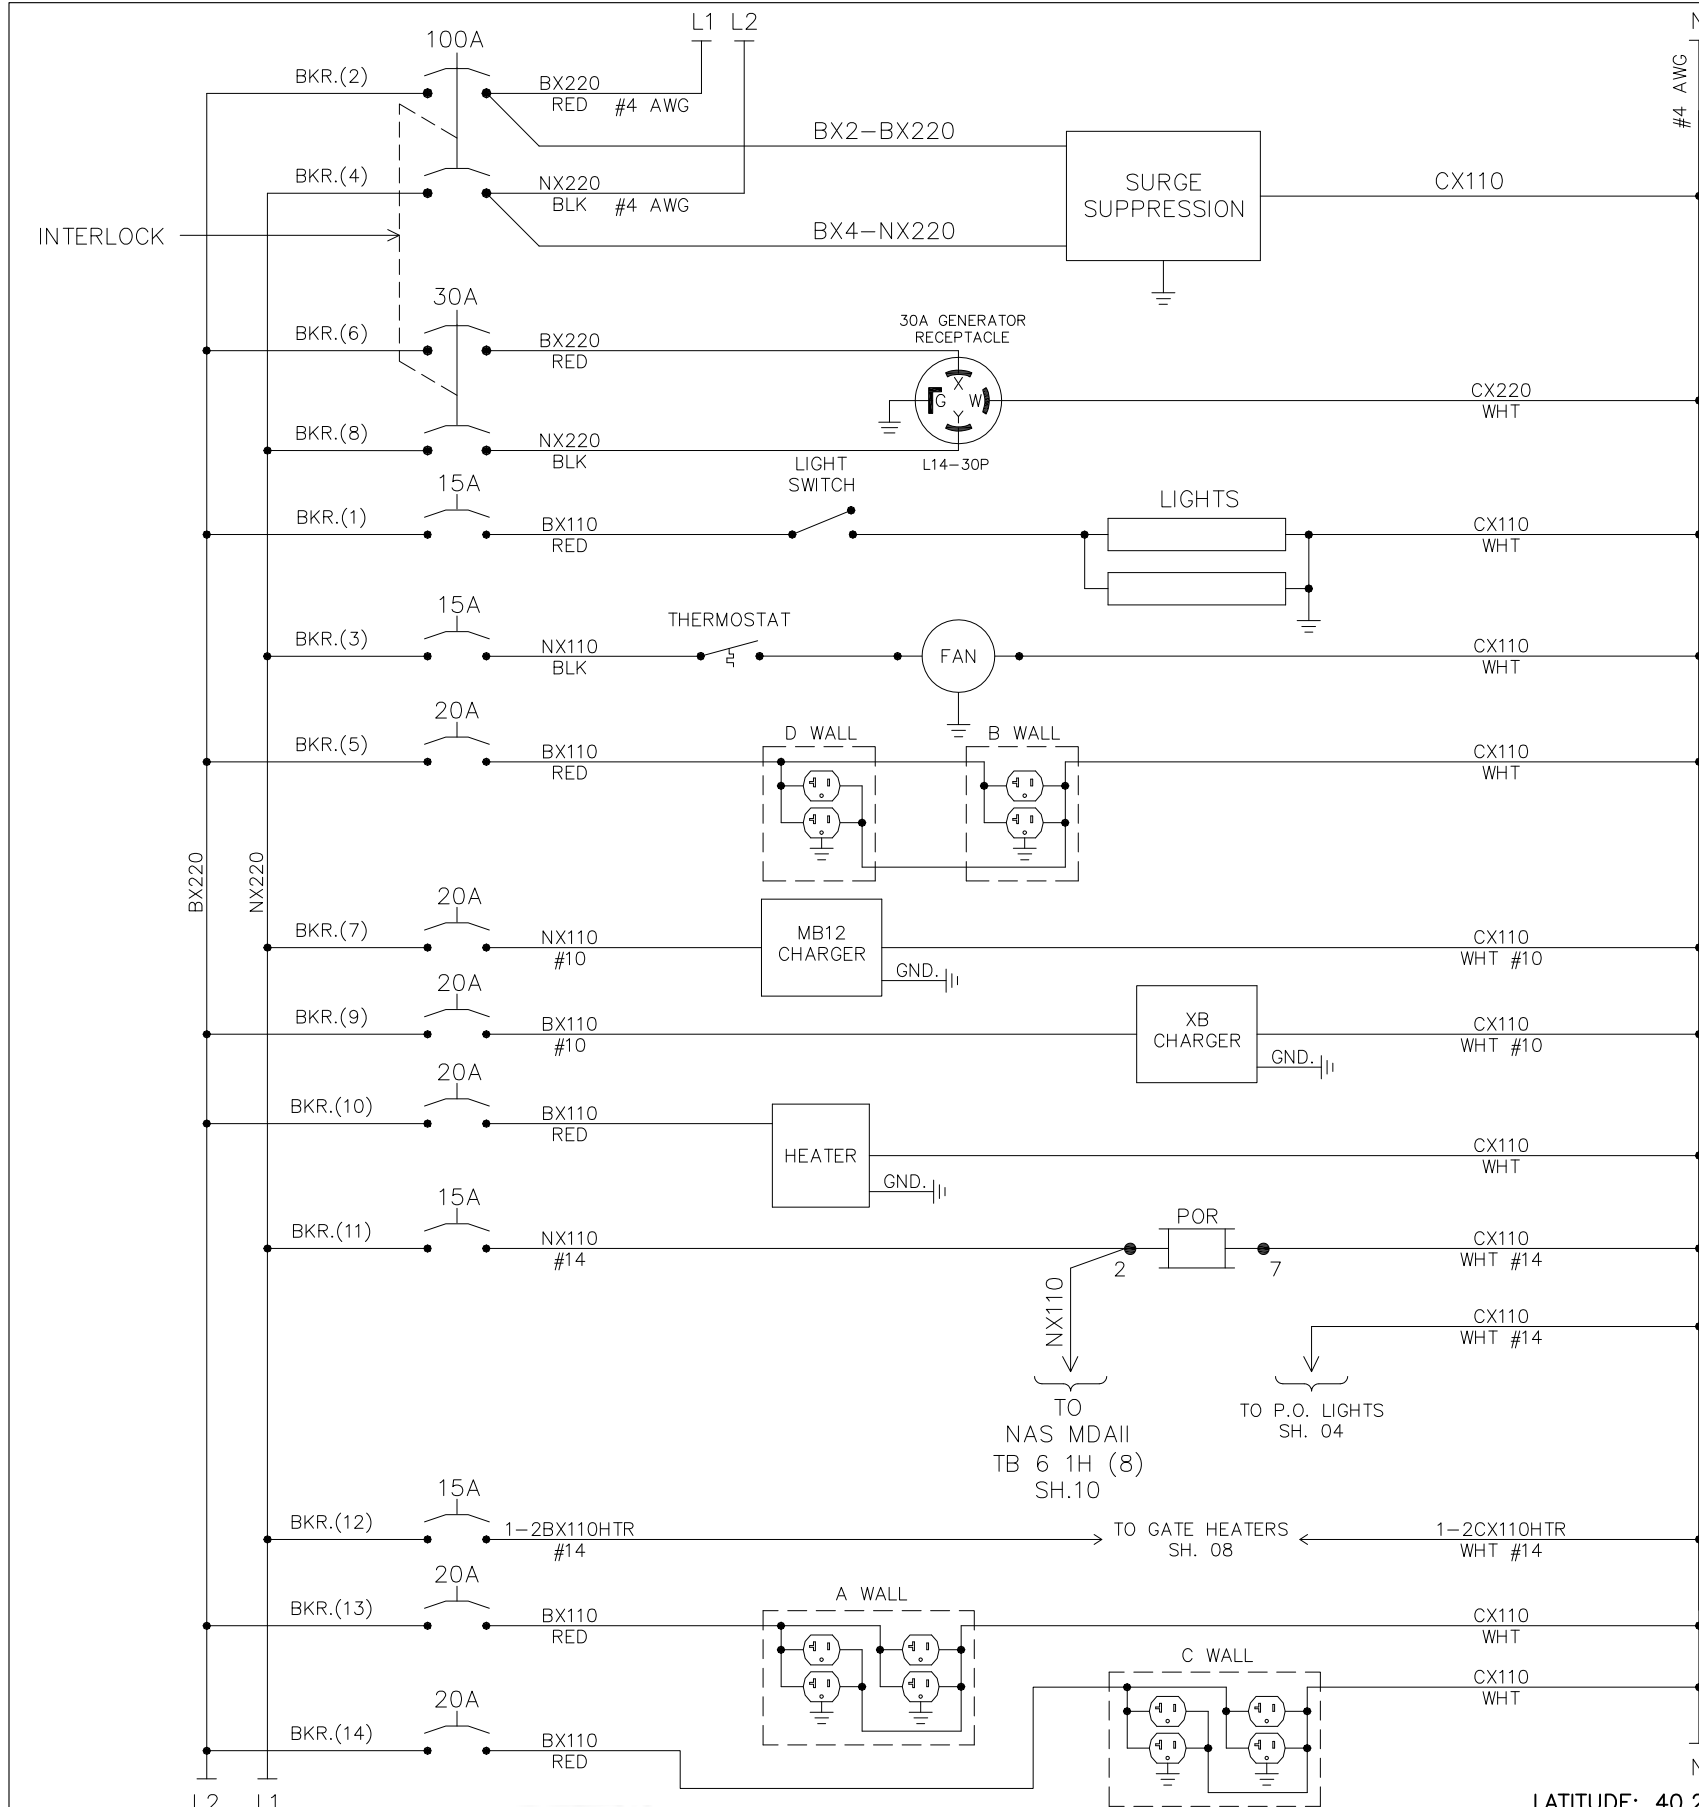 L1 L2
N
100A
BKR.(2)
BX220
RED #4 AWG
#4 AWG
BX2-BX220
BKR.(4)
NX220
BLK #4 AWG
SURGE
SUPPRESSION
CX110
INTERLOCK
BX4-NX220
30A
BKR.(6)
BX220
RED
30A GENERATOR
RECEPTACLE
X
G W
Y
CX220
WHT
BKR.(8)
NX220
BLK
L14-30P
15A
BKR.(1)
BX110
RED
LIGHT
SWITCH
LIGHTS
CX110
WHT
15A
BKR.(3)
NX110
BLK
THERMOSTAT
FAN
CX110
WHT
20A
BKR.(5)
BX110
RED
D WALL
B WALL
CX110
WHT
BX220
NX220
20A
BKR.(7)
NX110
#10
MB12
CHARGER
GND.
CX110
WHT #10
20A
BKR.(9)
BX110
#10
XB
CHARGER
GND.
CX110
WHT #10
20A
BKR.(10)
BX110
RED
HEATER
GND.
CX110
WHT
15A
BKR.(11)
NX110
#14
POR
2
7
CX110
WHT #14
NX110
CX110
WHT #14
TO
NAS MDAII
TB 6 1H (8)
SH.10
TO P.O. LIGHTS
SH. 04
15A
BKR.(12)
1-2BX110HTR
#14
TO GATE HEATERS
SH. 08
1-2CX110HTR
WHT #14
20A
BKR.(13)
BX110
RED
A WALL
CX110
WHT
C WALL
CX110
WHT
20A
BKR.(14)
BX110
RED
N
L2 L1
LATITUDE: 40.2